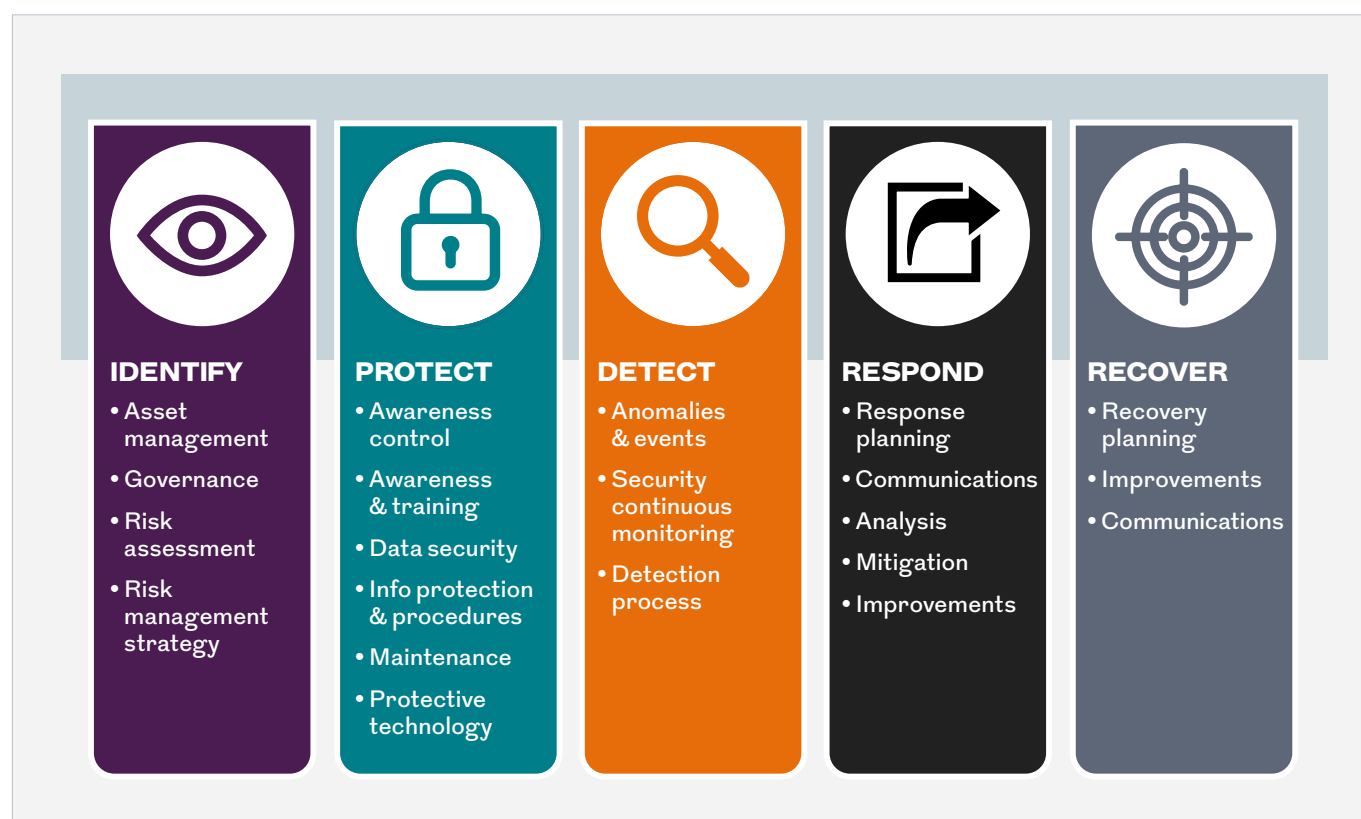 IDENTIFY
• Asset
management
• Governance
• Risk
assessment
• Risk
management
strategy
PROTECT
• Awareness
control
• Awareness
& training
• Data security
• Info protection
& procedures
• Maintenance
• Protective
technology
DETECT
• Anomalies
& events
• Security
continuous
monitoring
• Detection
process
RESPOND
• Response
planning
• Communications
• Analysis
• Mitigation
• Improvements
RECOVER
• Recovery
planning
• Improvements
• Communications